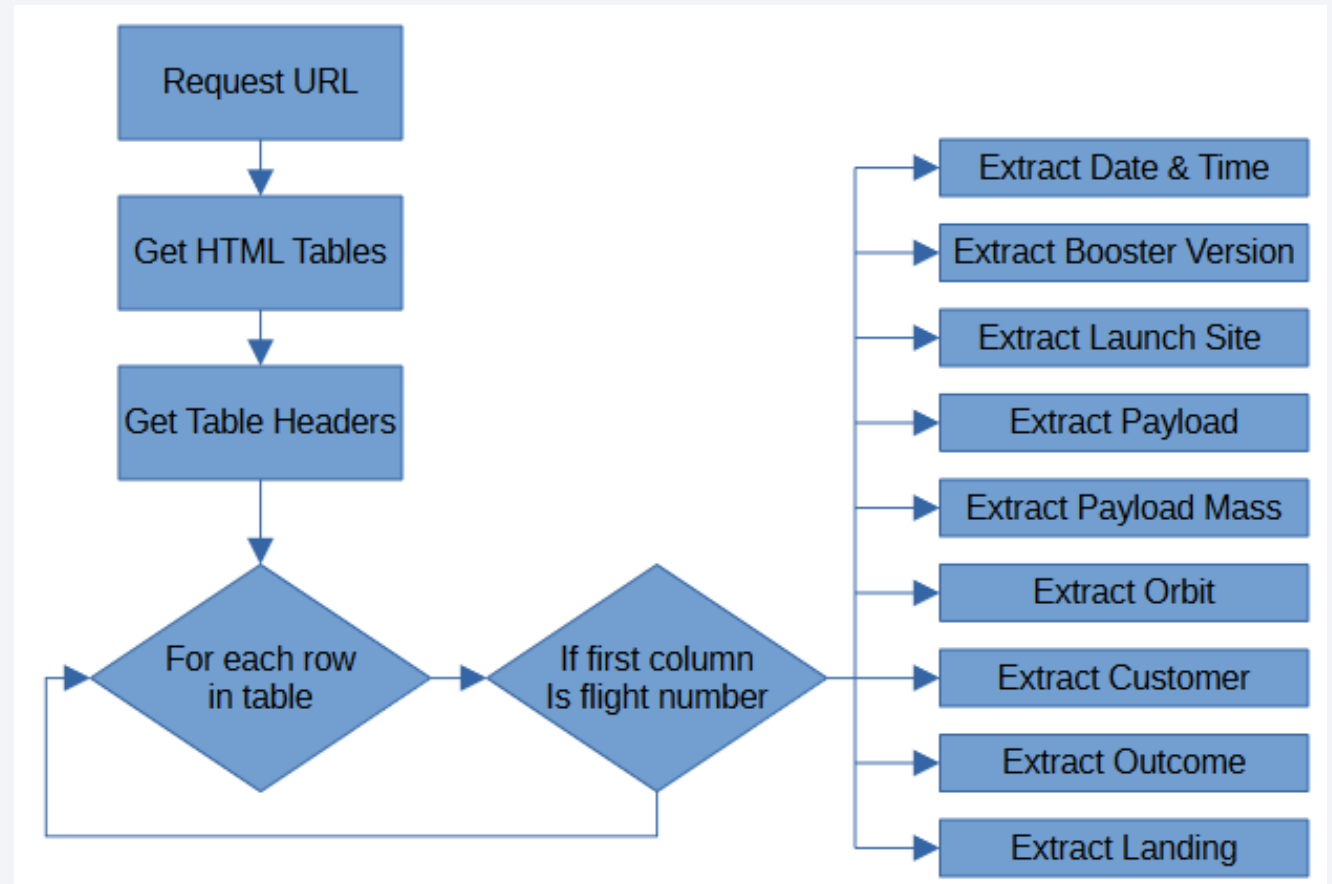 Request URL
Get HTML Tables
Get Table Headers
For each row
in table
If first column
Is flight number
Extract Date & Time
Extract Booster Version
Extract Launch Site
Extract Payload
Extract Payload Mass
Extract Orbit
Extract Customer
Extract Outcome
Extract Landing